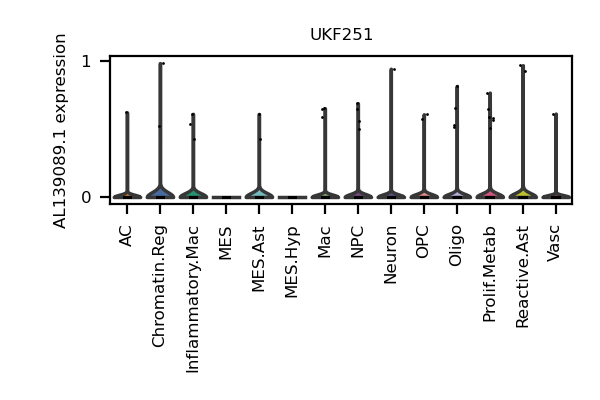 UKF251
AL139089.1 expression
1
0
AC
Chromatin.Reg
Inflammatory.Mac
MES
MES.Ast
MES.Hyp
Mac
NPC
Neuron
OPC
Oligo
Prolif.Metab
Reactive.Ast
Vasc